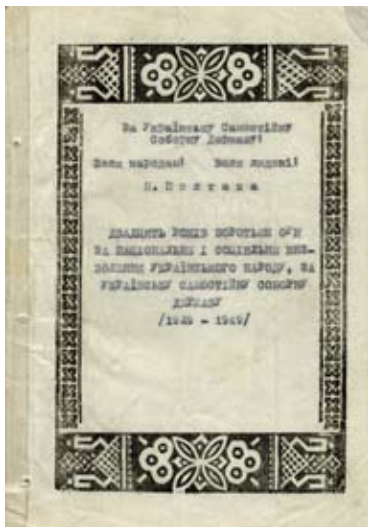 За Українську Самостійну
Соборну Державу!
Воля народам! Воля людині!
П. Полтава
ДВАДЦЯТЬ РОКІВ БОРОТЬБИ ОУН
ЗА НАЦІОНАЛЬНЕ І СОЦІЯЛЬНЕ ВИЗ-
ВОЛЕННЯ УКРАЇНСЬКОГО НАРОДУ, ЗА
УКРАЇНСЬКУ САМОСТІЙНУ СОБОРНУ
ДЕРЖАВУ
/1929 – 1949/